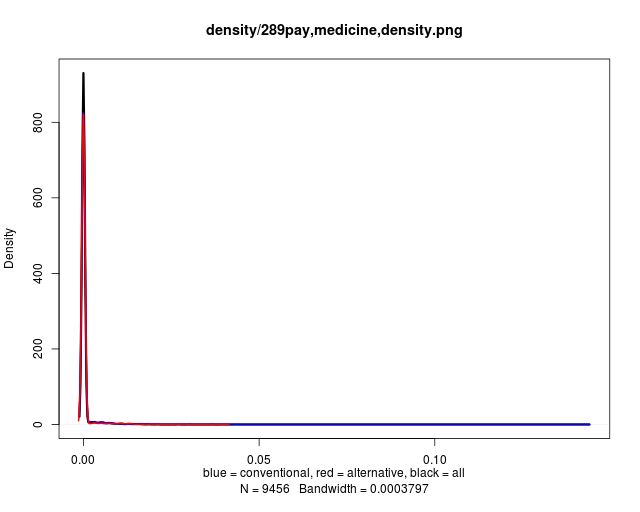 density/289pay,medicine,density.png
Density
800
600
400
200
0
0.00 0.05 0.10
blue = conventional, red = alternative, black = all
N = 9456 Bandwidth = 0.0003797